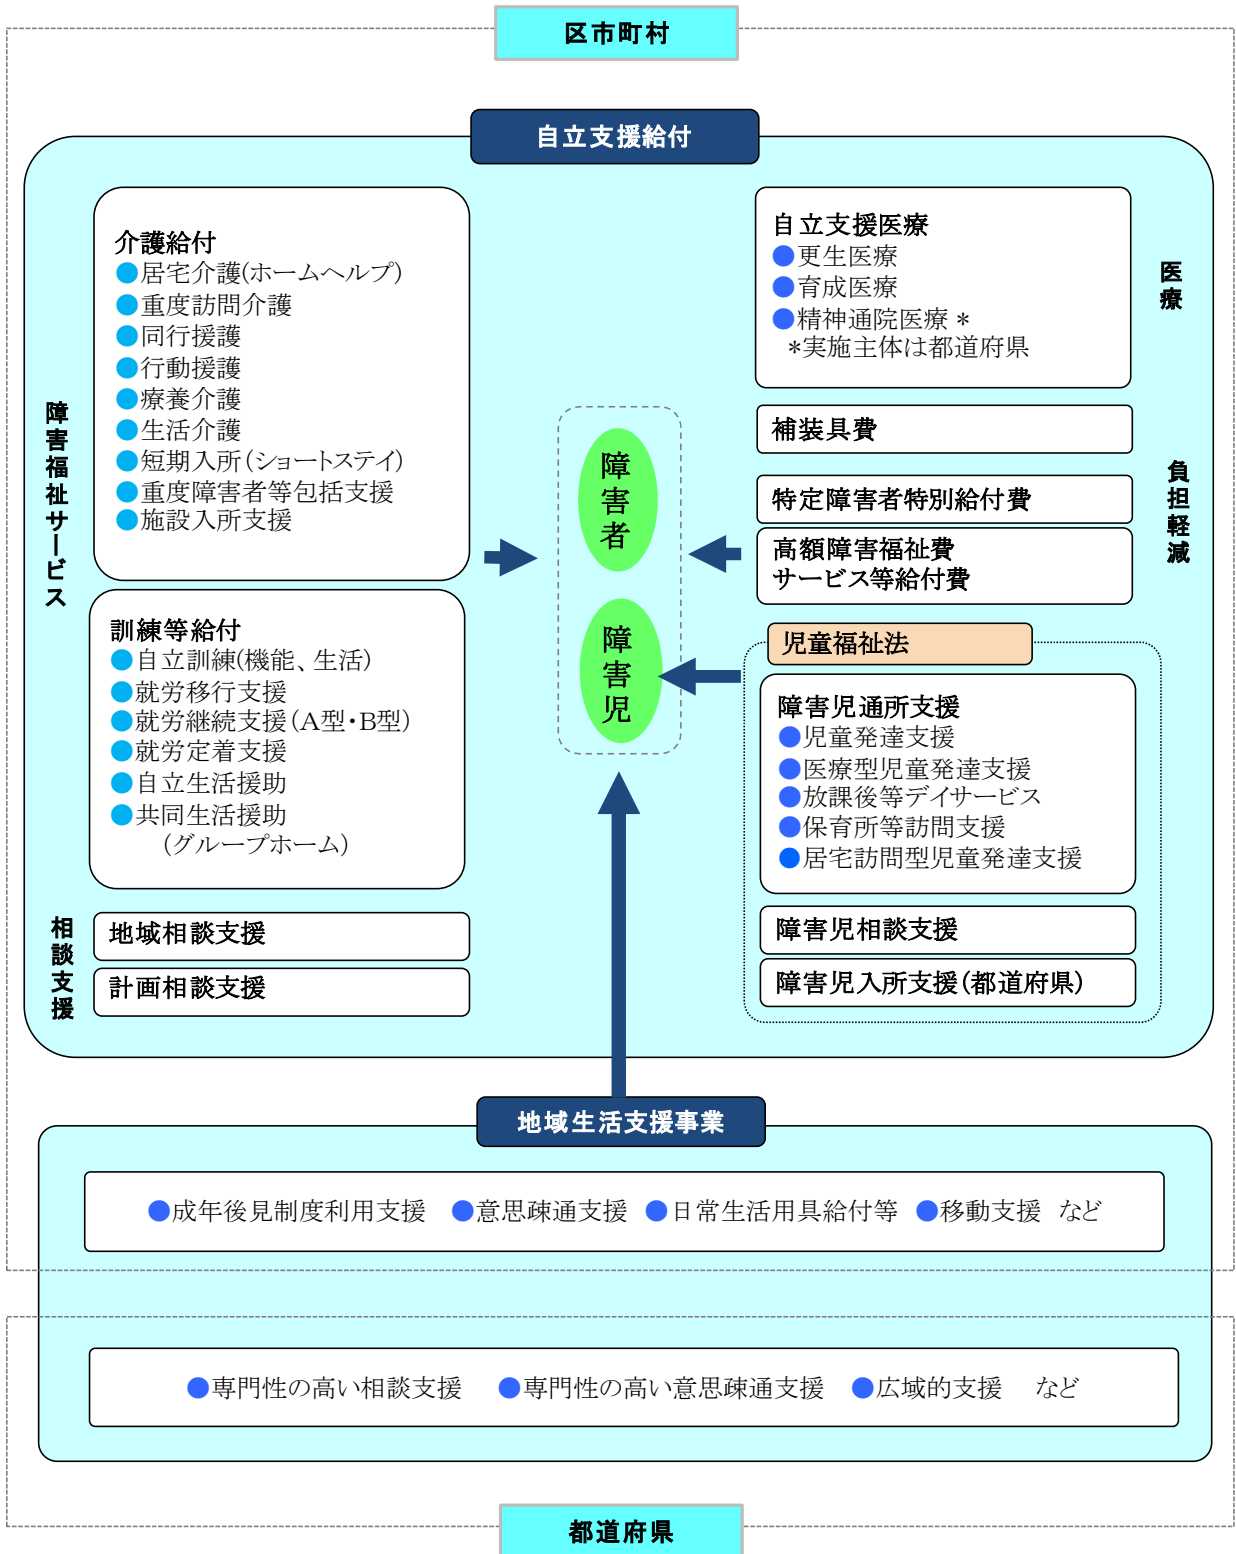 区市町村
自立支援給付
障害福祉サービス
介護給付
●居宅介護(ホームヘルプ)
●重度訪問介護
●同行援護
●行動援護
●療養介護
●生活介護
●短期入所(ショートステイ)
●重度障害者等包括支援
●施設入所支援
訓練等給付
●自立訓練(機能、生活)
●就労移行支援
●就労継続支援(A型・B型)
●就労定着支援
●自立生活援助
●共同生活援助
(グループホーム)
相談支援
地域相談支援
計画相談支援
障害者
障害児
医療
自立支援医療
●更生医療
●育成医療
●精神通院医療 *
*実施主体は都道府県
負担軽減
補装具費
特定障害者特別給付費
高額障害福祉費
サービス等給付費
児童福祉法
障害児通所支援
●児童発達支援
●医療型児童発達支援
●放課後等デイサービス
●保育所等訪問支援
●居宅訪問型児童発達支援
障害児相談支援
障害児入所支援(都道府県)
地域生活支援事業
●成年後見制度利用支援 ●意思疎通支援 ●日常生活用具給付等 ●移動支援 など
●専門性の高い相談支援 ●専門性の高い意思疎通支援 ●広域的支援 など
都道府県